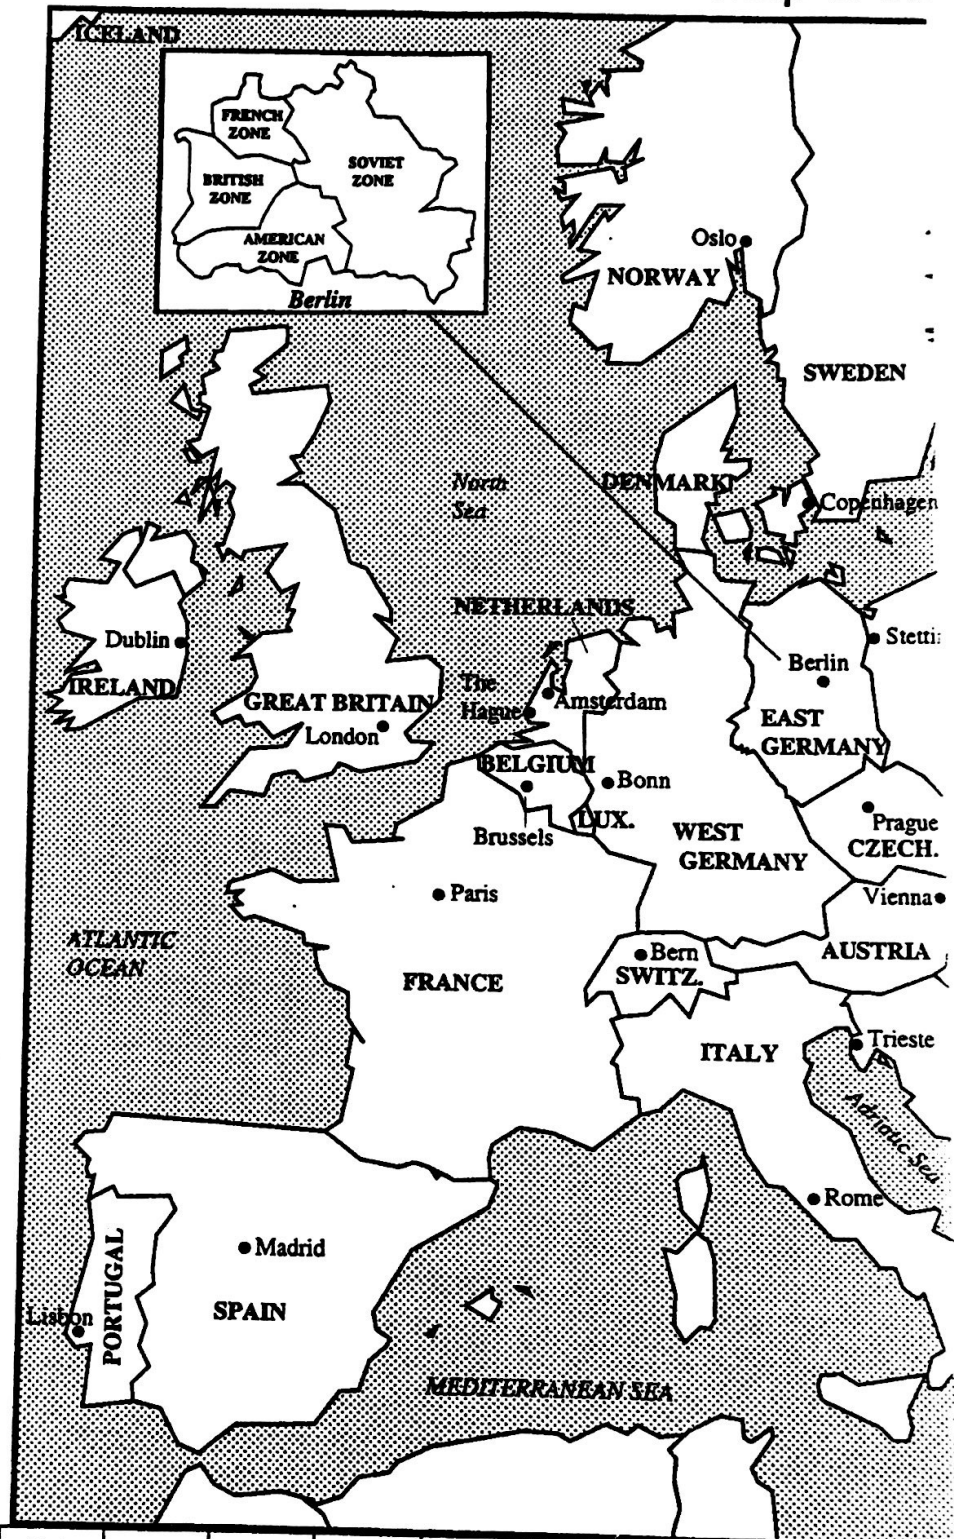 ICELAND
FRENCH
ZONE
BRITISH
ZONE
SOVIET
ZONE
AMERICAN
ZONE
Berlin
Oslo
NORWAY
SWEDEN
North
Sea
DENMARK
Copenhagen
NETHERLANDS
Dublin
IRELAND
GREAT BRITAIN
London
The
Hague
Amsterdam
Berlin
EAST
GERMANY
BELGIUM
Bonn
LUX.
Brussels
WEST
GERMANY
Prague
CZECH.
Paris
Vienna
ATLANTIC
OCEAN
Bern
SWITZ.
AUSTRIA
FRANCE
ITALY
Trieste
Adriatic Sea
Rome
Madrid
PORTUGAL
Lisbon
SPAIN
MEDITERRANEAN SEA